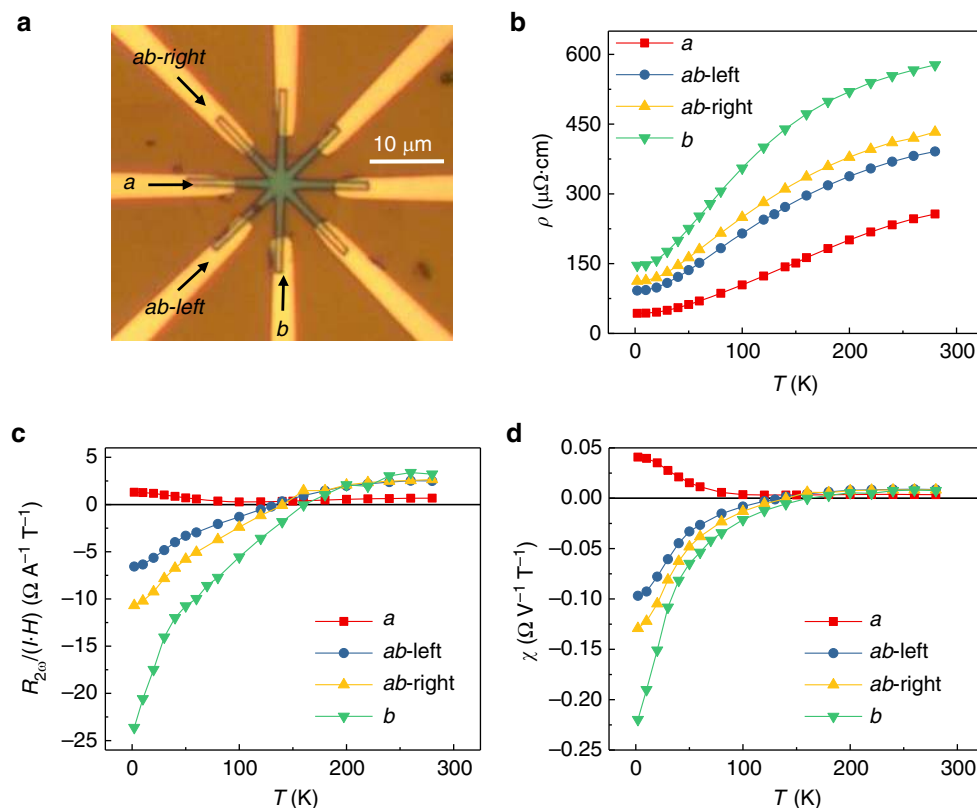 a
ab-right
10 μm
a
ab-left
b
b
600
450
300
150
0
ρ (μΩ·cm)
a
ab-left
ab-right
b
0
100
200
300
T (K)
c
5
0
−5
−10
−15
−20
−25
R2ω/(I·H) (Ω A−1 T−1)
a
ab-left
ab-right
b
0
100
200
300
T (K)
d
0.05
0.00
−0.05
−0.10
−0.15
−0.20
−0.25
χ (Ω V−1 T−1)
a
ab-left
ab-right
b
0
100
200
300
T (K)